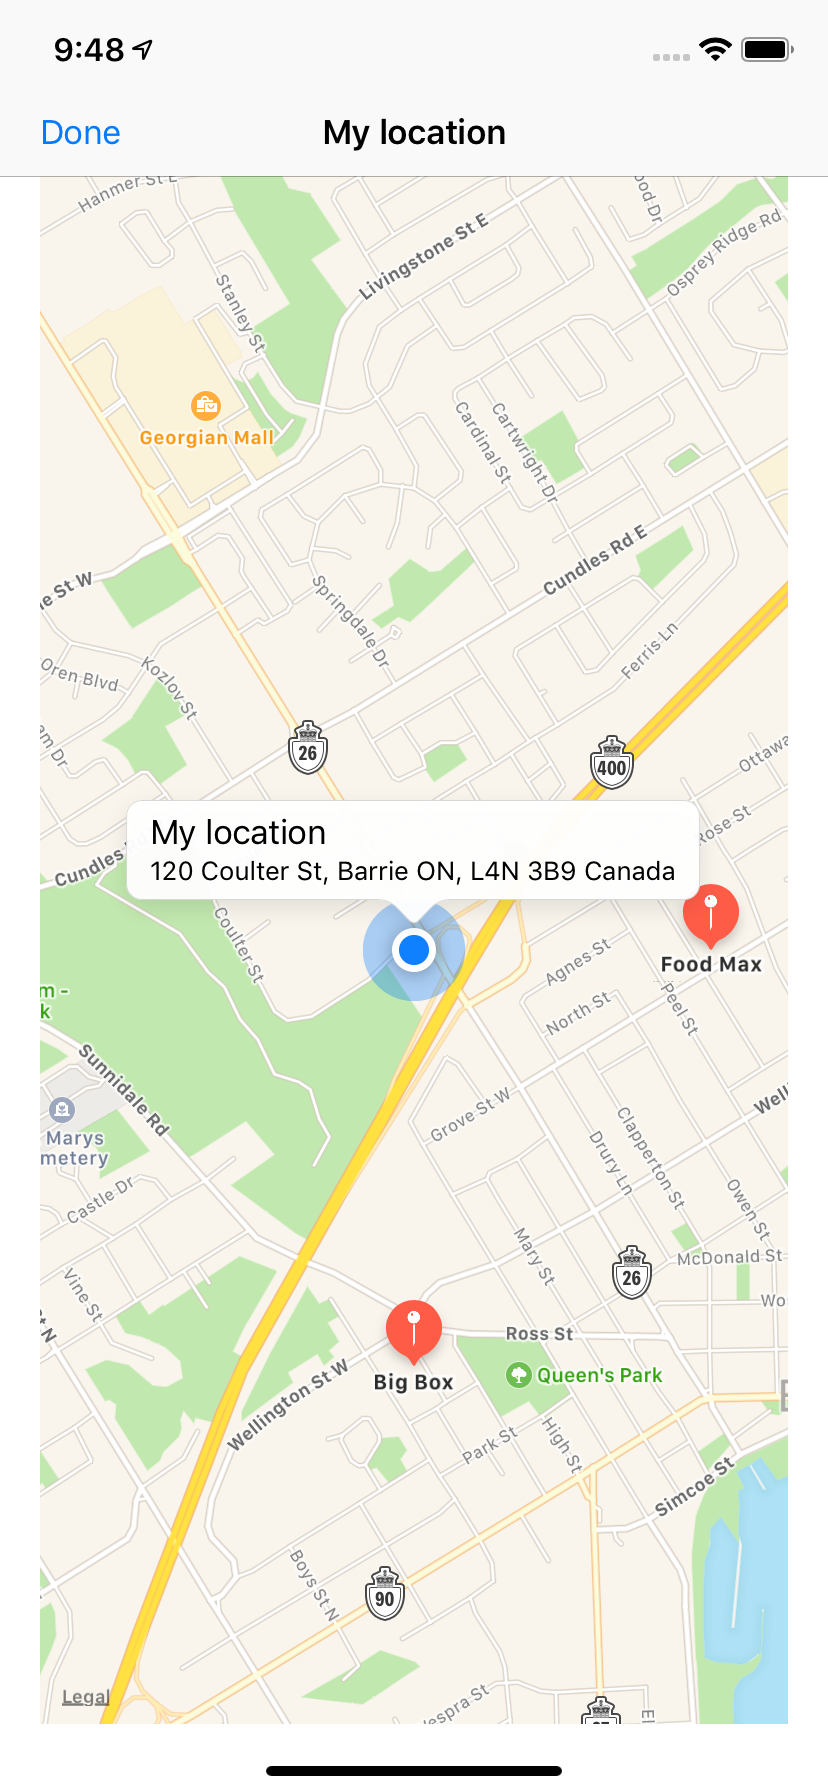 9:48
Done
My location
Hanmer St E
Livingstone St E
Osprey Ridge Rd
Stanley St
Georgian Mall
Cardinal St
Cartwright Dr
Cundles Rd E
Springdale Dr
Ferris Ln
Oren Blvd
Kozlov St
26
400
Ottawa
Rose St
My location
120 Coulter St, Barrie ON, L4N 3B9 Canada
Cundles
Coulter St
Food Max
Agnes St
North St
Peel St
Sunnidale Rd
Marys
metery
Grove St W
Clapperton St
Drury Ln
Castle Dr
Owen St
Mary St
McDonald St
26
Vine St
Ross St
Big Box
Queen's Park
Wellington St W
Park St
High St
Simcoe St
Boys St N
90
Legal